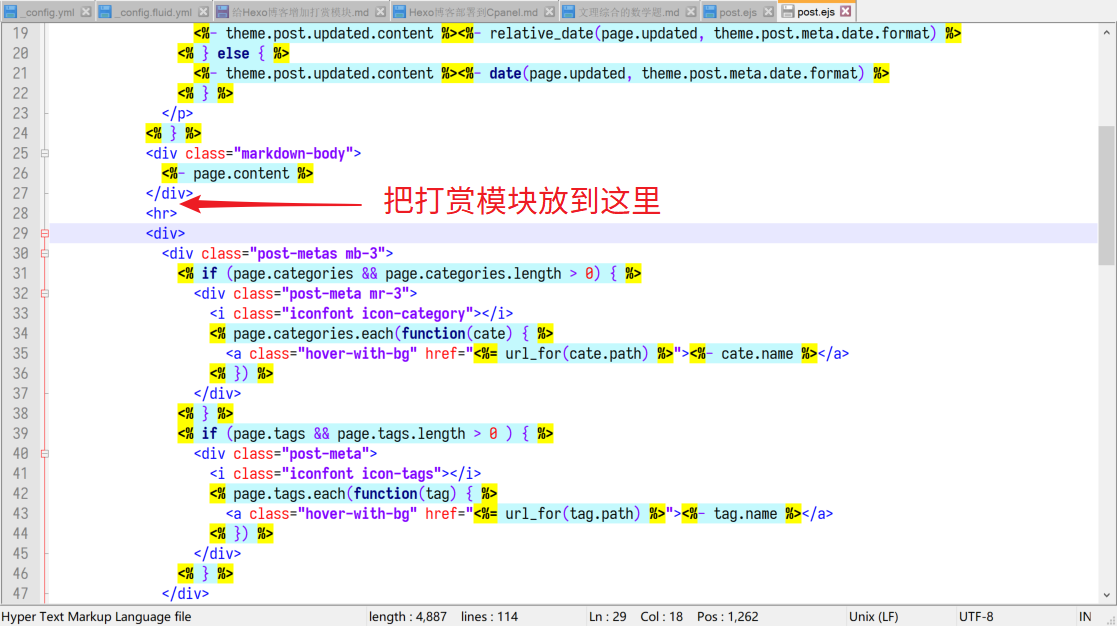 _config.yml _config.fluid.yml 给Hexo博客增加打赏模块.md Hexo博客部署到Cpanel.md 文理综合的数学题.md post.ejs post.ejs
19 <%- theme.post.updated.content %><%- relative_date(page.updated, theme.post.meta.date.format) %>
20 <% } else { %>
21 <%- theme.post.updated.content %><%- date(page.updated, theme.post.meta.date.format) %>
22 <% } %>
23 </p>
24 <% } %>
25 <div class="markdown-body">
26 <%- page.content %>
27 </div>
把打赏模块放到这里
28 <hr>
29 <div>
30 <div class="post-metas mb-3">
31 <% if (page.categories && page.categories.length > 0) { %>
32 <div class="post-meta mr-3">
33 <i class="iconfont icon-category"></i>
34 <% page.categories.each(function(cate) { %>
35 <a class="hover-with-bg" href="<%= url_for(cate.path) %>"><%- cate.name %></a>
36 <% }) %>
37 </div>
38 <% } %>
39 <% if (page.tags && page.tags.length > 0 ) { %>
40 <div class="post-meta">
41 <i class="iconfont icon-tags"></i>
42 <% page.tags.each(function(tag) { %>
43 <a class="hover-with-bg" href="<%= url_for(tag.path) %>"><%- tag.name %></a>
44 <% }) %>
45 </div>
46 <% } %>
47 </div>
Hyper Text Markup Language file length : 4,887 lines : 114 Ln : 29 Col : 18 Pos : 1,262 Unix (LF) UTF-8 IN